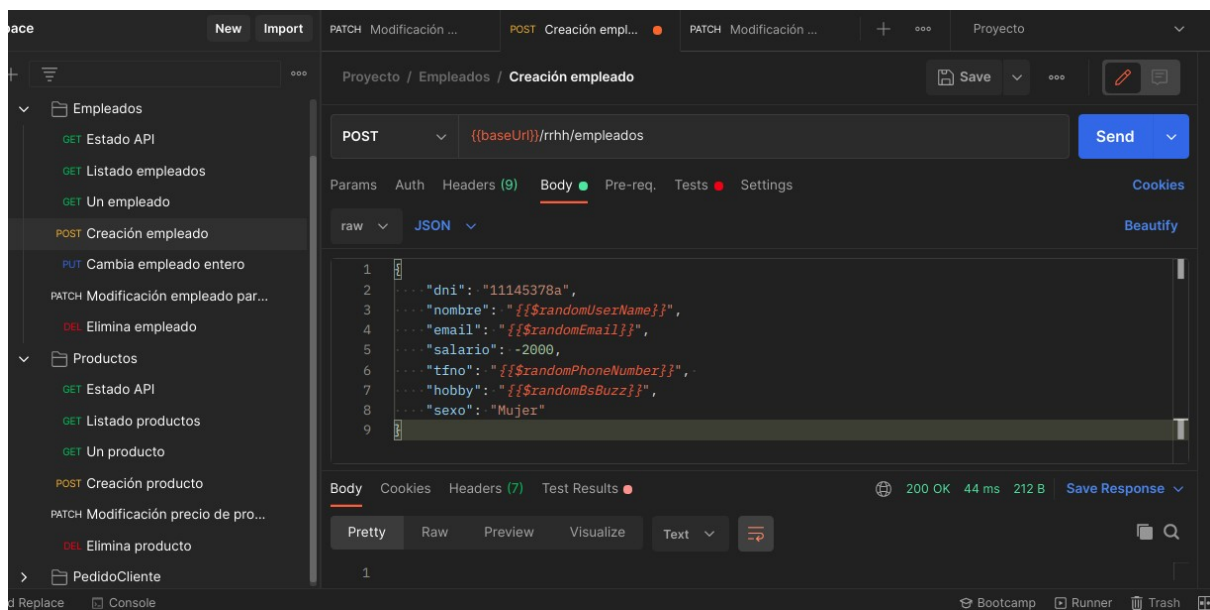 ace New Import
GET Estado API
PATCH Modificación ... POST Creación empl... PATCH Modificación ... Proyecto
Proyecto / Empleados / Creación empleado Save
Empleados
GET Estado API
GET Listado empleados
GET Un empleado
POST Creación empleado
PUT Cambia empleado entero
PATCH Modificación empleado par...
DEL Elimina empleado
Productos
GET Estado API
GET Listado productos
GET Un producto
POST Creación producto
PATCH Modificación precio de pro...
DEL Elimina producto
PedidoCliente
POST {{baseUrl}}/rrhh/empleados Send
Params Auth Headers (9) Body Pre-req. Tests Settings Cookies
raw JSON Beautify
1 {
2 "dni": "11145378a",
3 "nombre": "{{$randomUserName}}",
4 "email": "{{$randomEmail}}",
5 "salario": -2000,
6 "tfno": "{{$randomPhoneNumber}}",
7 "hobby": "{{$randomBsBuzz}}",
8 "sexo": "Mujer"
9 }
Body Cookies Headers (7) Test Results 200 OK 44 ms 212 B Save Response
Pretty Raw Preview Visualize Text
1
d Replace Console Bootcamp Runner Trash